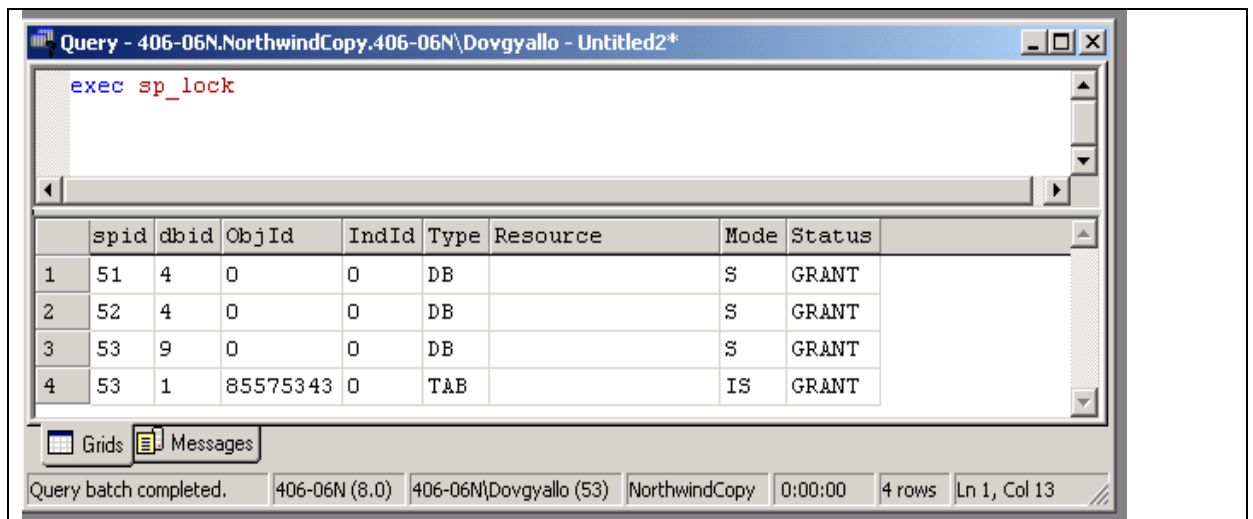 Query - 406-06N.NorthwindCopy.406-06N\Dovgyallo - Untitled2*
exec sp_lock
spid dbid ObjId IndId Type Resource Mode Status
1 51 4 0 0 DB S GRANT
2 52 4 0 0 DB S GRANT
3 53 9 0 0 DB S GRANT
4 53 1 85575343 0 TAB IS GRANT
Grids Messages
Query batch completed. 406-06N (8.0) 406-06N\Dovgyallo (53) NorthwindCopy 0:00:00 4 rows Ln 1, Col 13